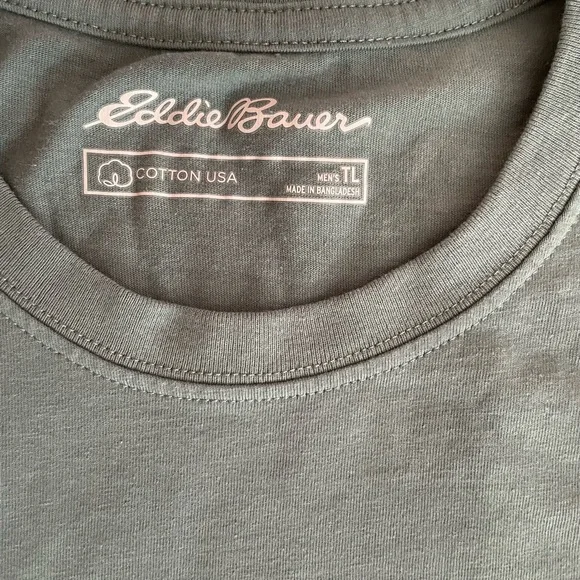 Eddie Bauer
COTTON USA
MEN'S TL
MADE IN BANGLADESH